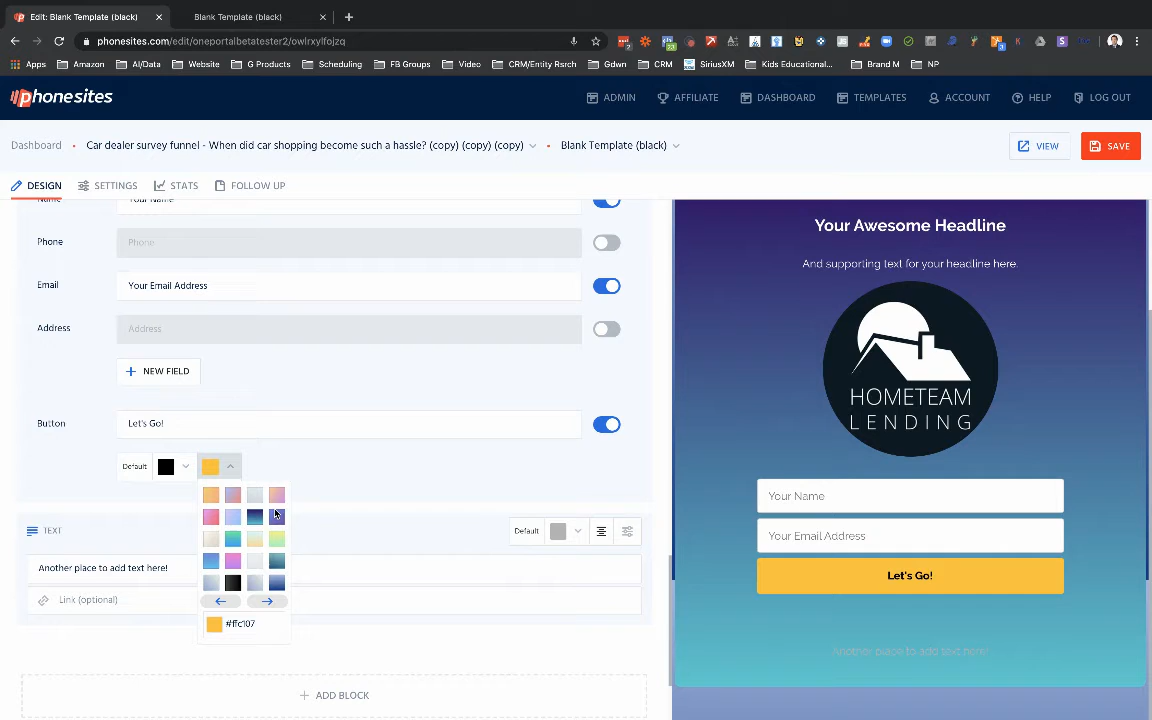 Edit: Blank Template (black)
Blank Template (black)
phonesites.com/edit/oneportalbetatester2/owlrxylfojzq
Apps
Amazon
AI/Data
Website
G Products
Scheduling
FB Groups
Video
CRM/Entity Rsrch
Gdwn
CRM
SiriusXM
Kids Educational...
Brand M
NP
phonesites
ADMIN
AFFILIATE
DASHBOARD
TEMPLATES
ACCOUNT
HELP
LOG OUT
Dashboard • Car dealer survey funnel - When did car shopping become such a hassle? (copy) (copy) (copy) • Blank Template (black)
VIEW
SAVE
DESIGN
SETTINGS
STATS
FOLLOW UP
Name
Your Name
Phone
Phone
Email
Your Email Address
Address
Address
+ NEW FIELD
Button
Let's Go!
Default
#ffc107
TEXT
Default
Another place to add text here!
Link (optional)
+ ADD BLOCK
Your Awesome Headline
And supporting text for your headline here.
HOMETEAM
LENDING
Your Name
Your Email Address
Let's Go!
Another place to add text here!